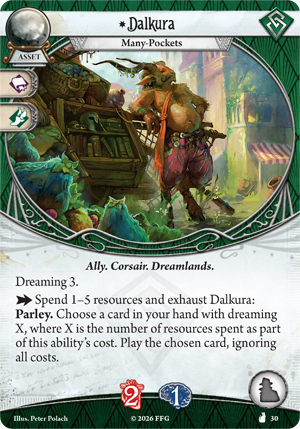 *Dalkura
ASSET
Many-Pockets
Ally. Corsair. Dreamlands.
Dreaming 3.
Spend 1–5 resources and exhaust Dalkura:
Parley. Choose a card in your hand with dreaming
X, where X is the number of resources spent as part
of this ability's cost. Play the chosen card, ignoring
all costs.
2
1
Illus. Peter Polach
© 2026 FFG
30